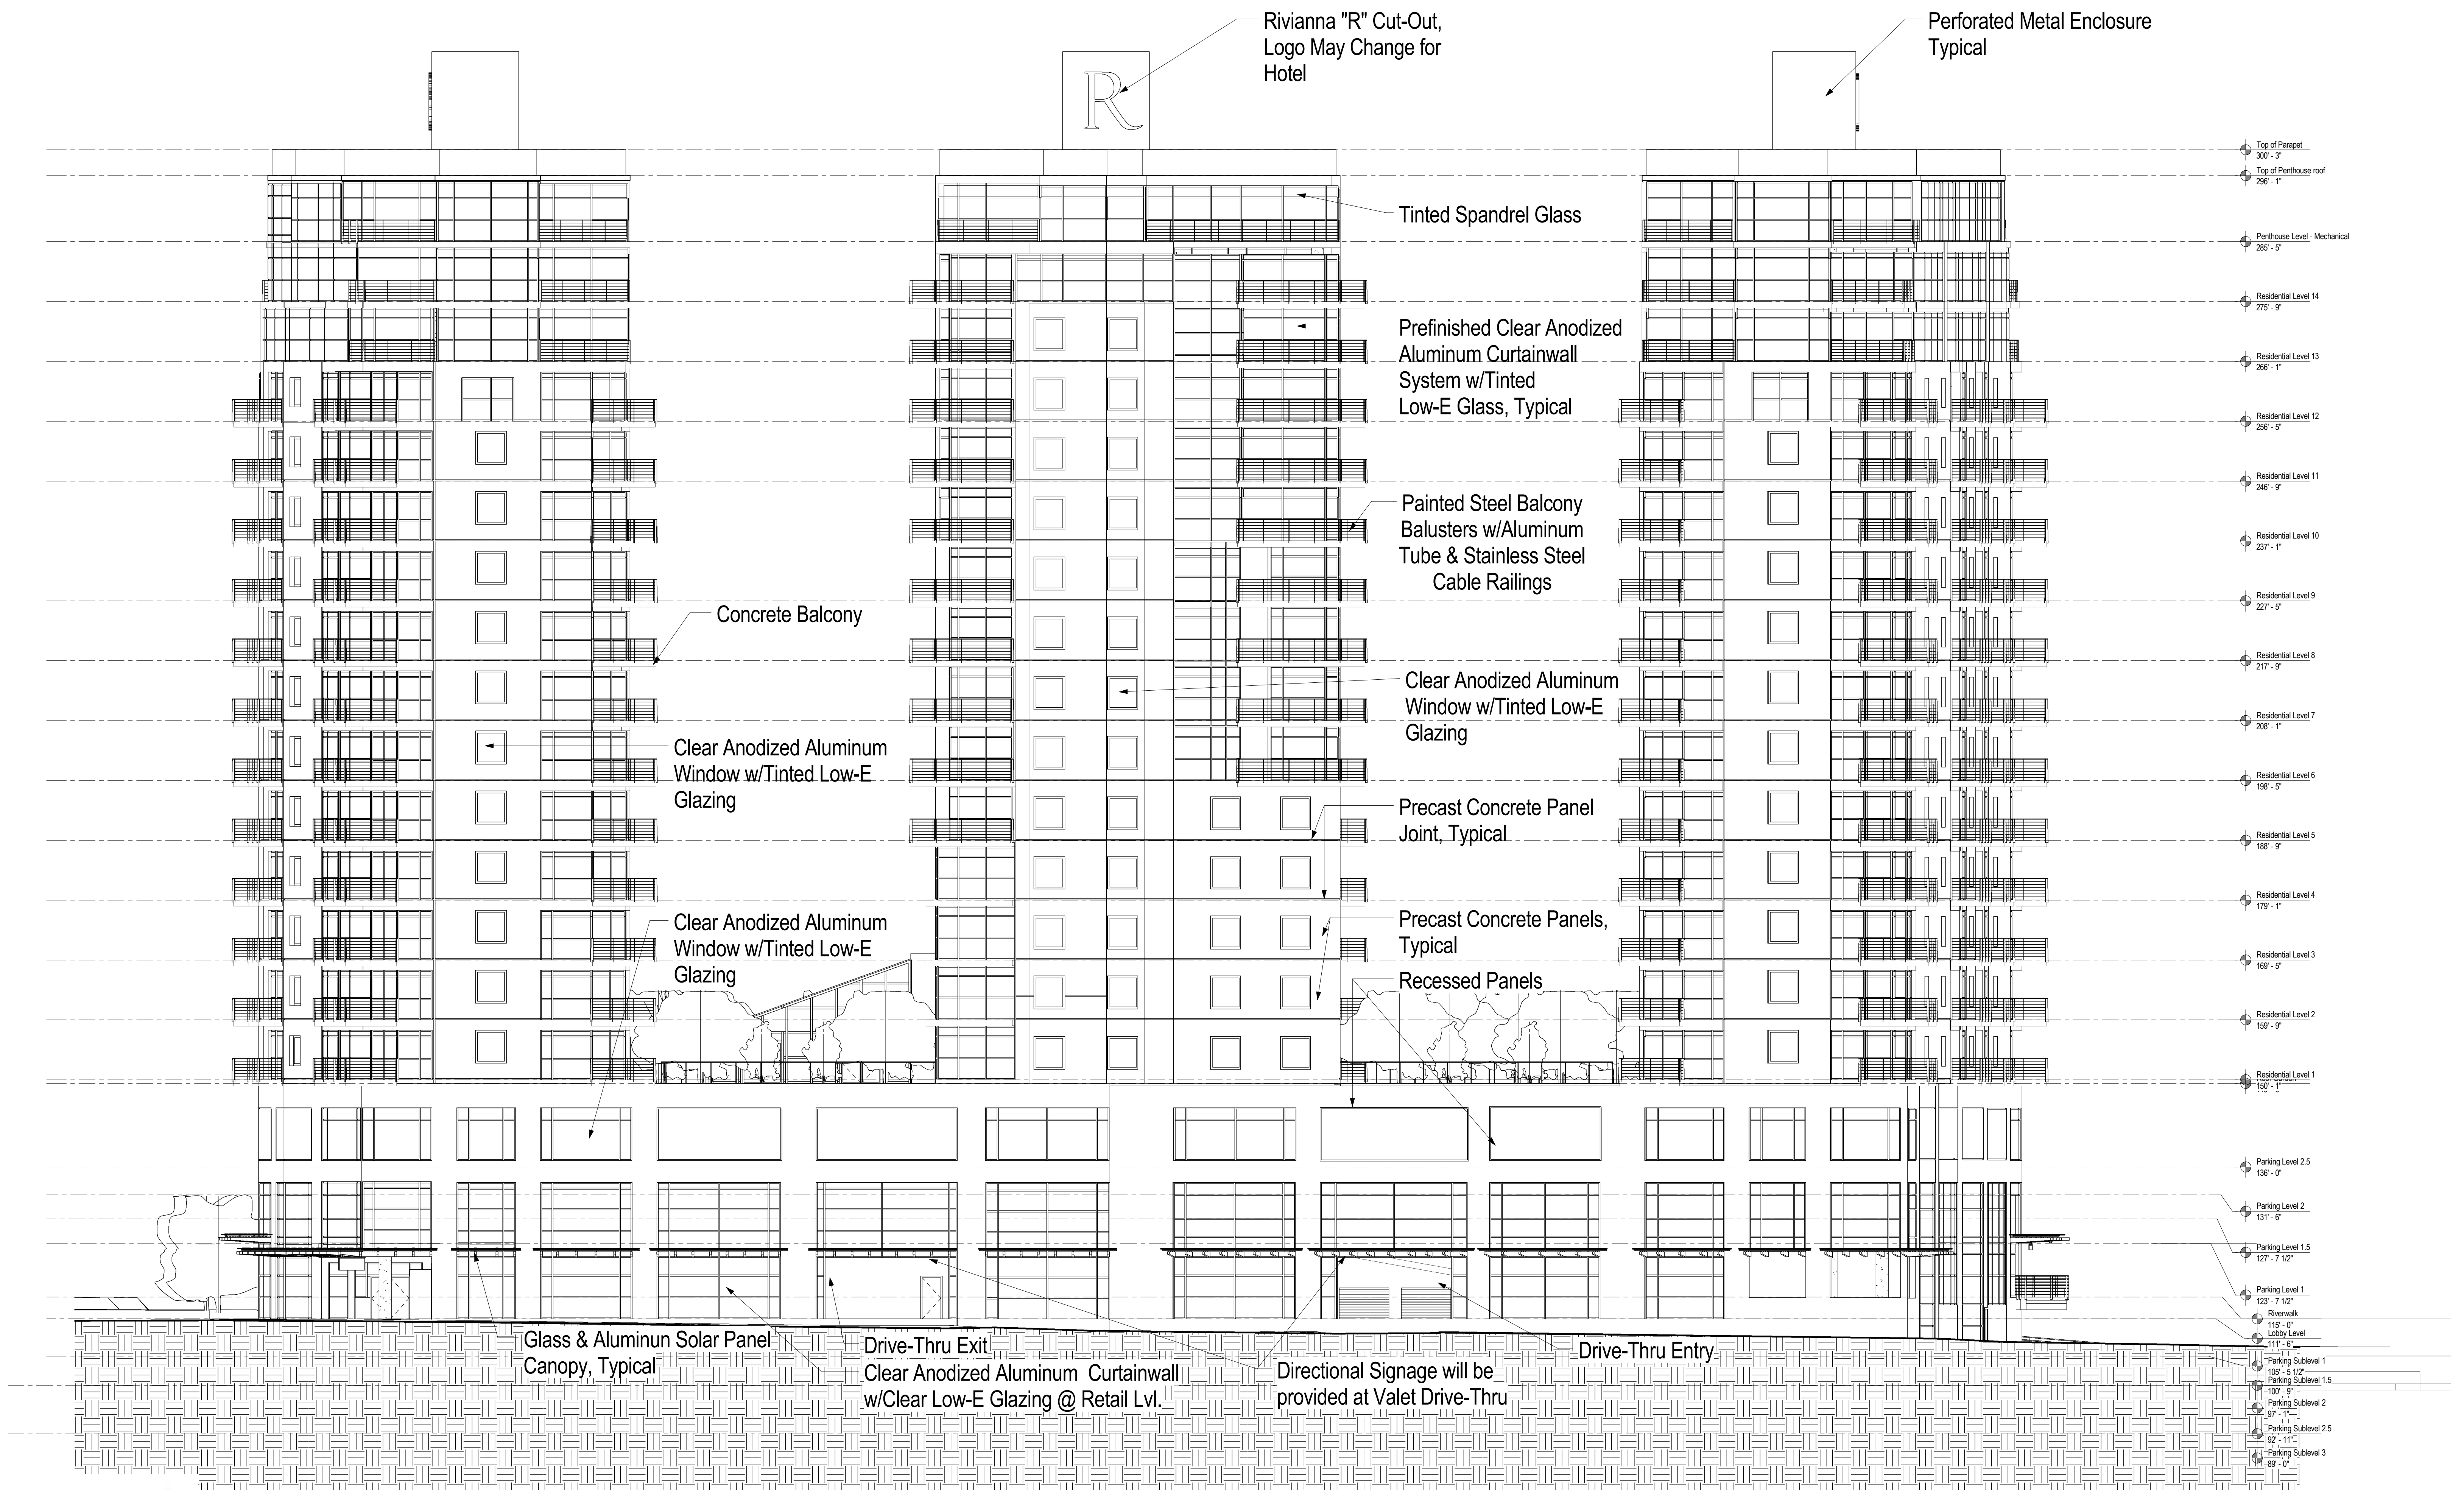 Rivianna "R" Cut-Out,
Logo May Change for
Hotel
Perforated Metal Enclosure
Typical
R
Tinted Spandrel Glass
Prefinished Clear Anodized
Aluminum Curtainwall
System w/Tinted
Low-E Glass, Typical
Painted Steel Balcony
Balusters w/Aluminum
Tube & Stainless Steel
Cable Railings
Concrete Balcony
Clear Anodized Aluminum
Window w/Tinted Low-E
Glazing
Clear Anodized Aluminum
Window w/Tinted Low-E
Glazing
Precast Concrete Panel
Joint, Typical
Clear Anodized Aluminum
Window w/Tinted Low-E
Glazing
Precast Concrete Panels,
Typical
Recessed Panels
Glass & Aluminun Solar Panel
Canopy, Typical
Drive-Thru Exit
Clear Anodized Aluminum Curtainwall
w/Clear Low-E Glazing @ Retail Lvl.
Directional Signage will be
provided at Valet Drive-Thru
Drive-Thru Entry
Top of Parapet
300' - 3"
Top of Penthouse roof
296' - 1"
Penthouse Level - Mechanical
285' - 5"
Residential Level 14
275' - 9"
Residential Level 13
266' - 1"
Residential Level 12
256' - 5"
Residential Level 11
246' - 9"
Residential Level 10
237' - 1"
Residential Level 9
227' - 5"
Residential Level 8
217' - 9"
Residential Level 7
208' - 1"
Residential Level 6
198' - 5"
Residential Level 5
188' - 9"
Residential Level 4
179' - 1"
Residential Level 3
169' - 5"
Residential Level 2
159' - 9"
Residential Level 1
150' - 1"
Parking Level 2.5
136' - 0"
Parking Level 2
131' - 6"
Parking Level 1.5
127' - 7 1/2"
Parking Level 1
123' - 7 1/2"
Riverwalk
115' - 0"
Lobby Level
111' - 6"
Parking Sublevel 1
105' - 5 1/2"
Parking Sublevel 1.5
100' - 9"
Parking Sublevel 2
97' - 1"
Parking Sublevel 2.5
92' - 11"
Parking Sublevel 3
89' - 0"